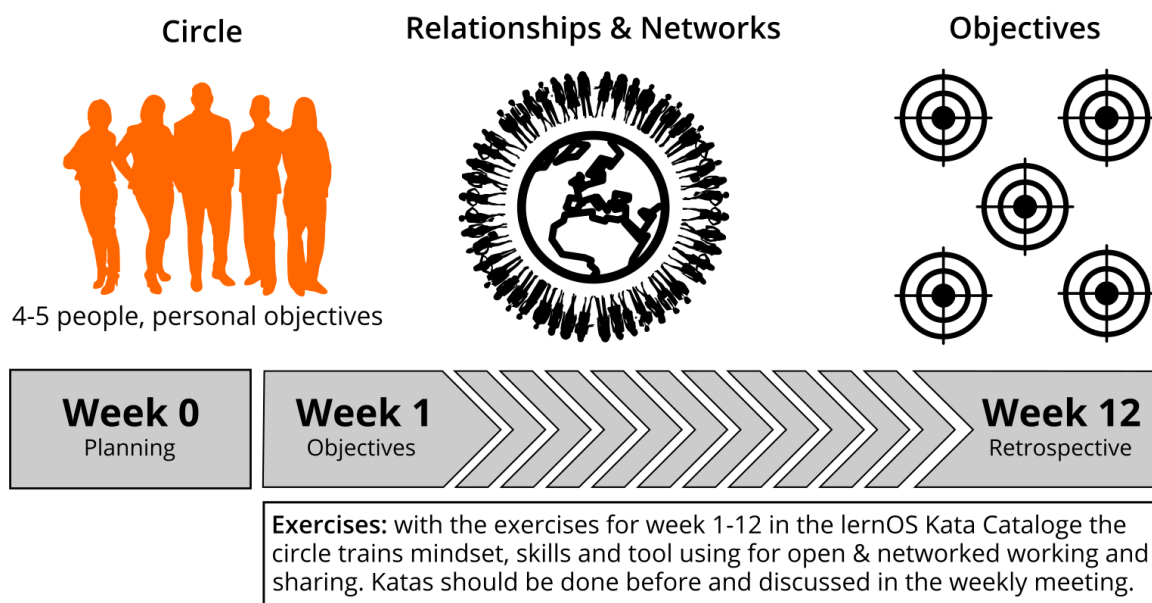 Circle
Relationships & Networks
Objectives
4-5 people, personal objectives
Week 0
Planning
Week 1
Objectives
Week 12
Retrospective
Exercises: with the exercises for week 1-12 in the lernOS Kata Cataloge the
circle trains mindset, skills and tool using for open & networked working and
sharing. Katas should be done before and discussed in the weekly meeting.